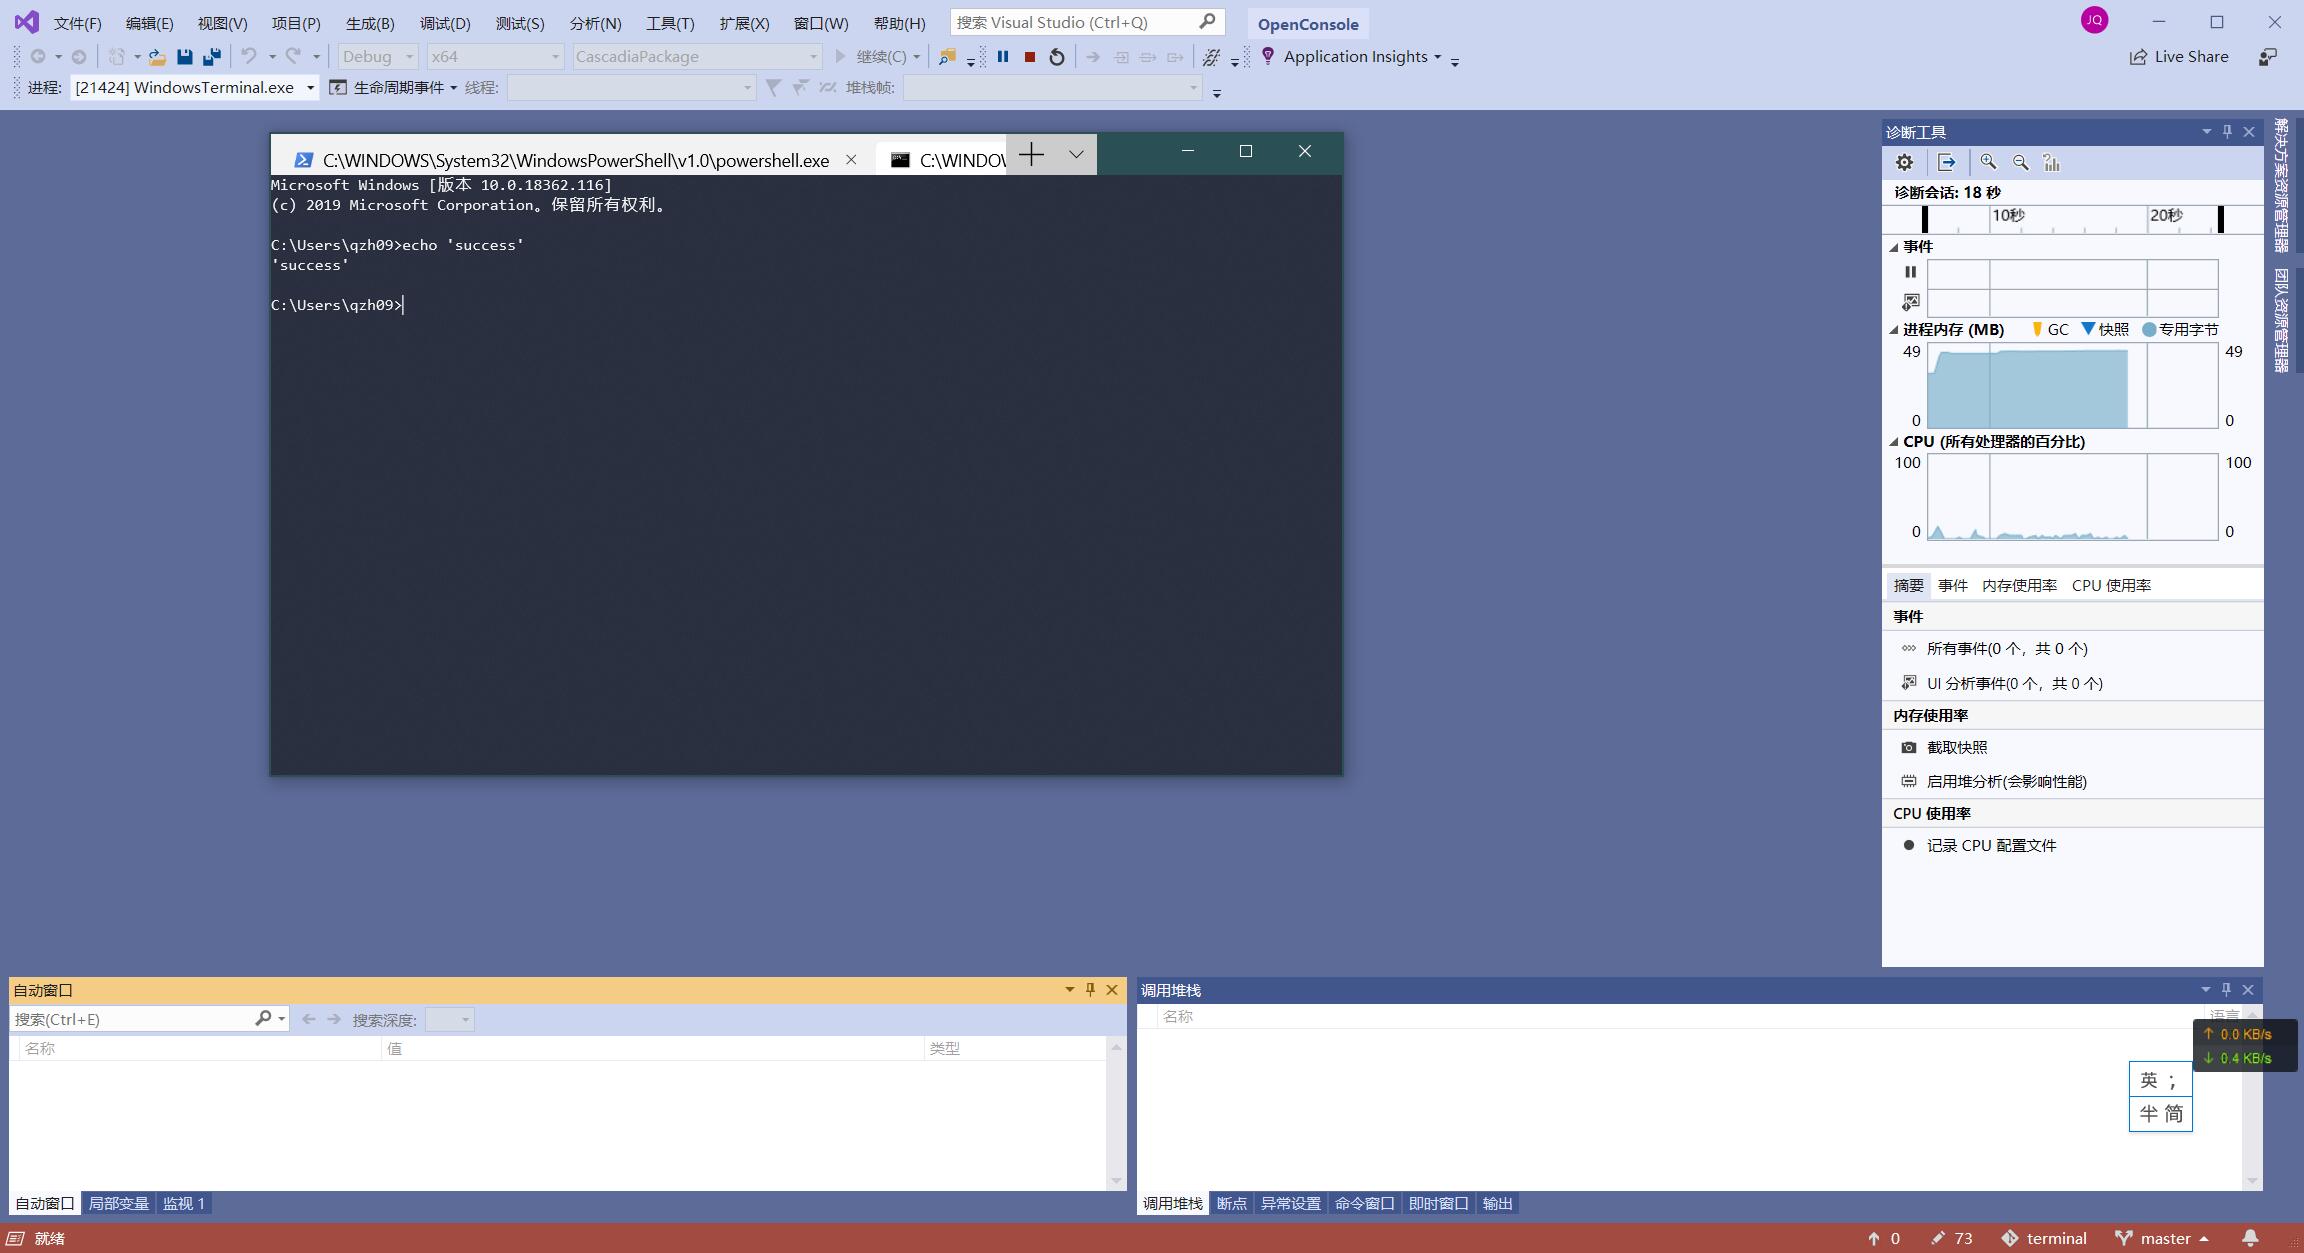 文件(F) 编辑(E) 视图(V) 项目(P) 生成(B) 调试(D) 测试(S) 分析(N) 工具(T) 扩展(X) 窗口(W) 帮助(H) 搜索 Visual Studio (Ctrl+Q) OpenConsole JQ
Debug x64 CascadiaPackage 继续(C) Application Insights Live Share
进程: [21424] WindowsTerminal.exe 生命周期事件 线程: 堆栈帧:
C:\WINDOWS\System32\WindowsPowerShell\v1.0\powershell.exe C:\WINDOW
Microsoft Windows [版本 10.0.18362.116]
(c) 2019 Microsoft Corporation。保留所有权利。
C:\Users\qzh09>echo 'success'
'success'
C:\Users\qzh09>
诊断工具
诊断会话: 18 秒
10秒 20秒
事件
进程内存 (MB) GC 快照 专用字节
49 49
0 0
CPU (所有处理器的百分比)
100 100
0 0
摘要 事件 内存使用率 CPU 使用率
事件
所有事件(0 个，共 0 个)
UI 分析事件(0 个，共 0 个)
内存使用率
截取快照
启用堆分析(会影响性能)
CPU 使用率
记录 CPU 配置文件
解决方案资源管理器
团队资源管理器
自动窗口
搜索(Ctrl+E) 搜索深度:
名称 值 类型
自动窗口 局部变量 监视 1
调用堆栈
名称 语言
↑ 0.0 KB/s
↓ 0.4 KB/s
英 ；
半 简
调用堆栈 断点 异常设置 命令窗口 即时窗口 输出
就绪 0 73 terminal master